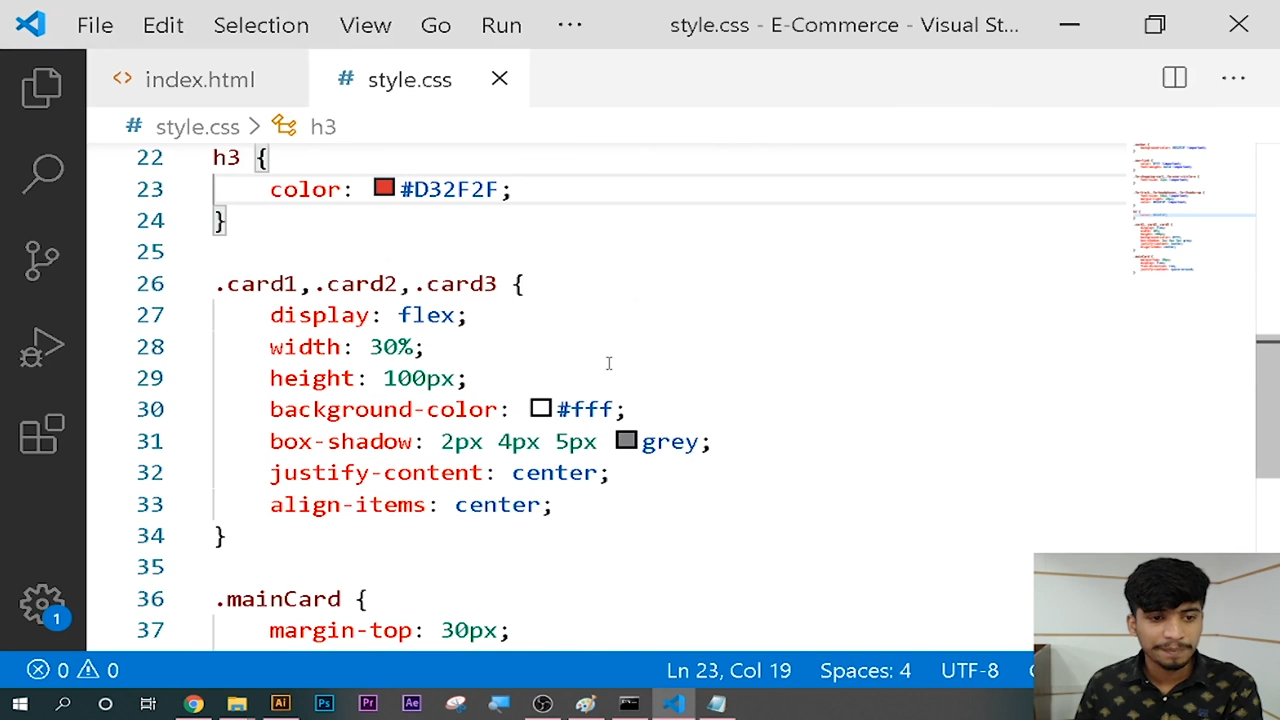 File Edit Selection View Go Run ··· style.css - E-Commerce - Visual St...
<> index.html # style.css ×
# style.css > h3
22 h3 {
23 color: #D32F2F;
24 }
25
26 .card1,.card2,.card3 {
27 display: flex;
28 width: 30%;
29 height: 100px;
30 background-color: #fff;
31 box-shadow: 2px 4px 5px grey;
32 justify-content: center;
33 align-items: center;
34 }
35
36 .mainCard {
37 margin-top: 30px;
1
0 0 Ln 23, Col 19 Spaces: 4 UTF-8
Ai Ps Pr Ae